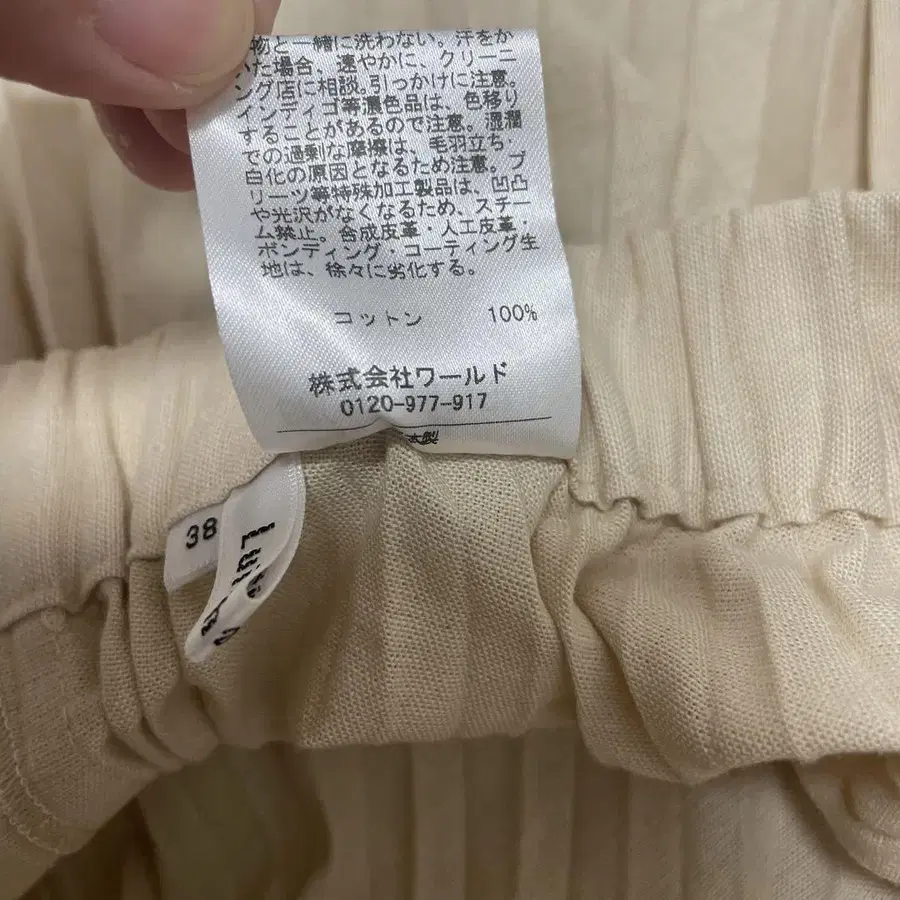 物と一緒に洗わない。汗をか
いた場合、速やかに、クリーニ
ング店に相談。引っかけに注意。
インディゴ等濃色品は、色移り
することがあるので注意。湿潤
での過剰な摩擦は、毛羽立ち・
白化の原因となるため注意。プ
リーツ等特殊加工製品は、凹凸
や光沢がなくなるため、スチー
ム禁止。合成皮革・人工皮革・
ボンディング・コーティング生
地は、徐々に劣化する。
コットン 100%
株式会社ワールド
0120-977-917
本製
38